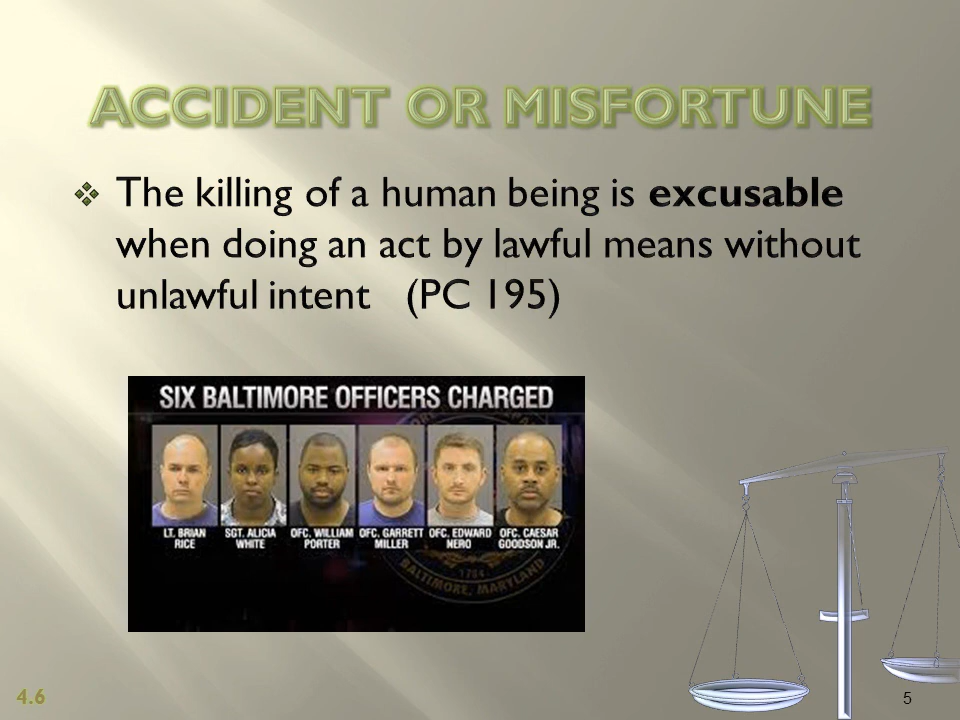 ACCIDENT OR MISFORTUNE
The killing of a human being is excusable
when doing an act by lawful means without
unlawful intent (PC 195)
SIX BALTIMORE OFFICERS CHARGED
LT. BRIAN RICE
SGT. ALICIA WHITE
OFC. WILLIAM PORTER
OFC. GARRETT MILLER
OFC. EDWARD NERO
OFC. CAESAR GOODSON JR.
BALTIMORE, MARYLAND
4.6
5